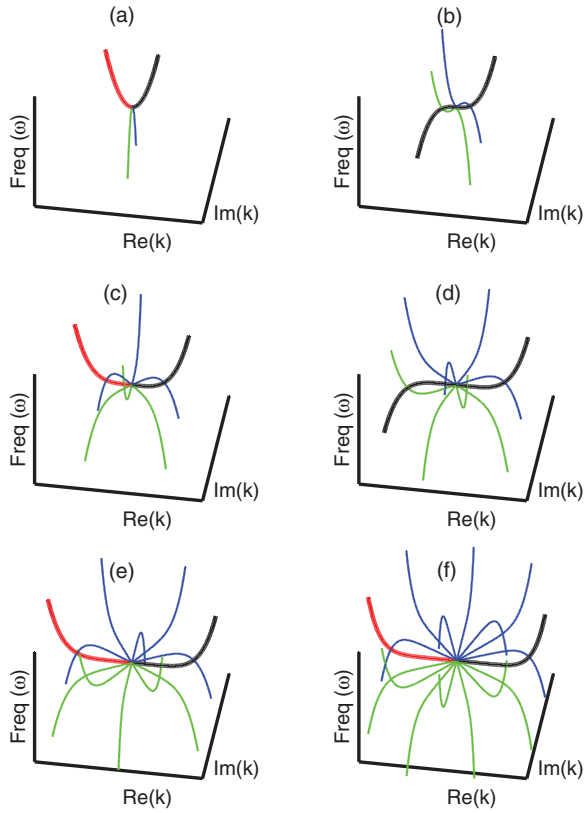 (a)
Freq (ω)
Re(k)
Im(k)
(b)
Freq (ω)
Re(k)
Im(k)
(c)
Freq (ω)
Re(k)
Im(k)
(d)
Freq (ω)
Re(k)
Im(k)
(e)
Freq (ω)
Re(k)
Im(k)
(f)
Freq (ω)
Re(k)
Im(k)